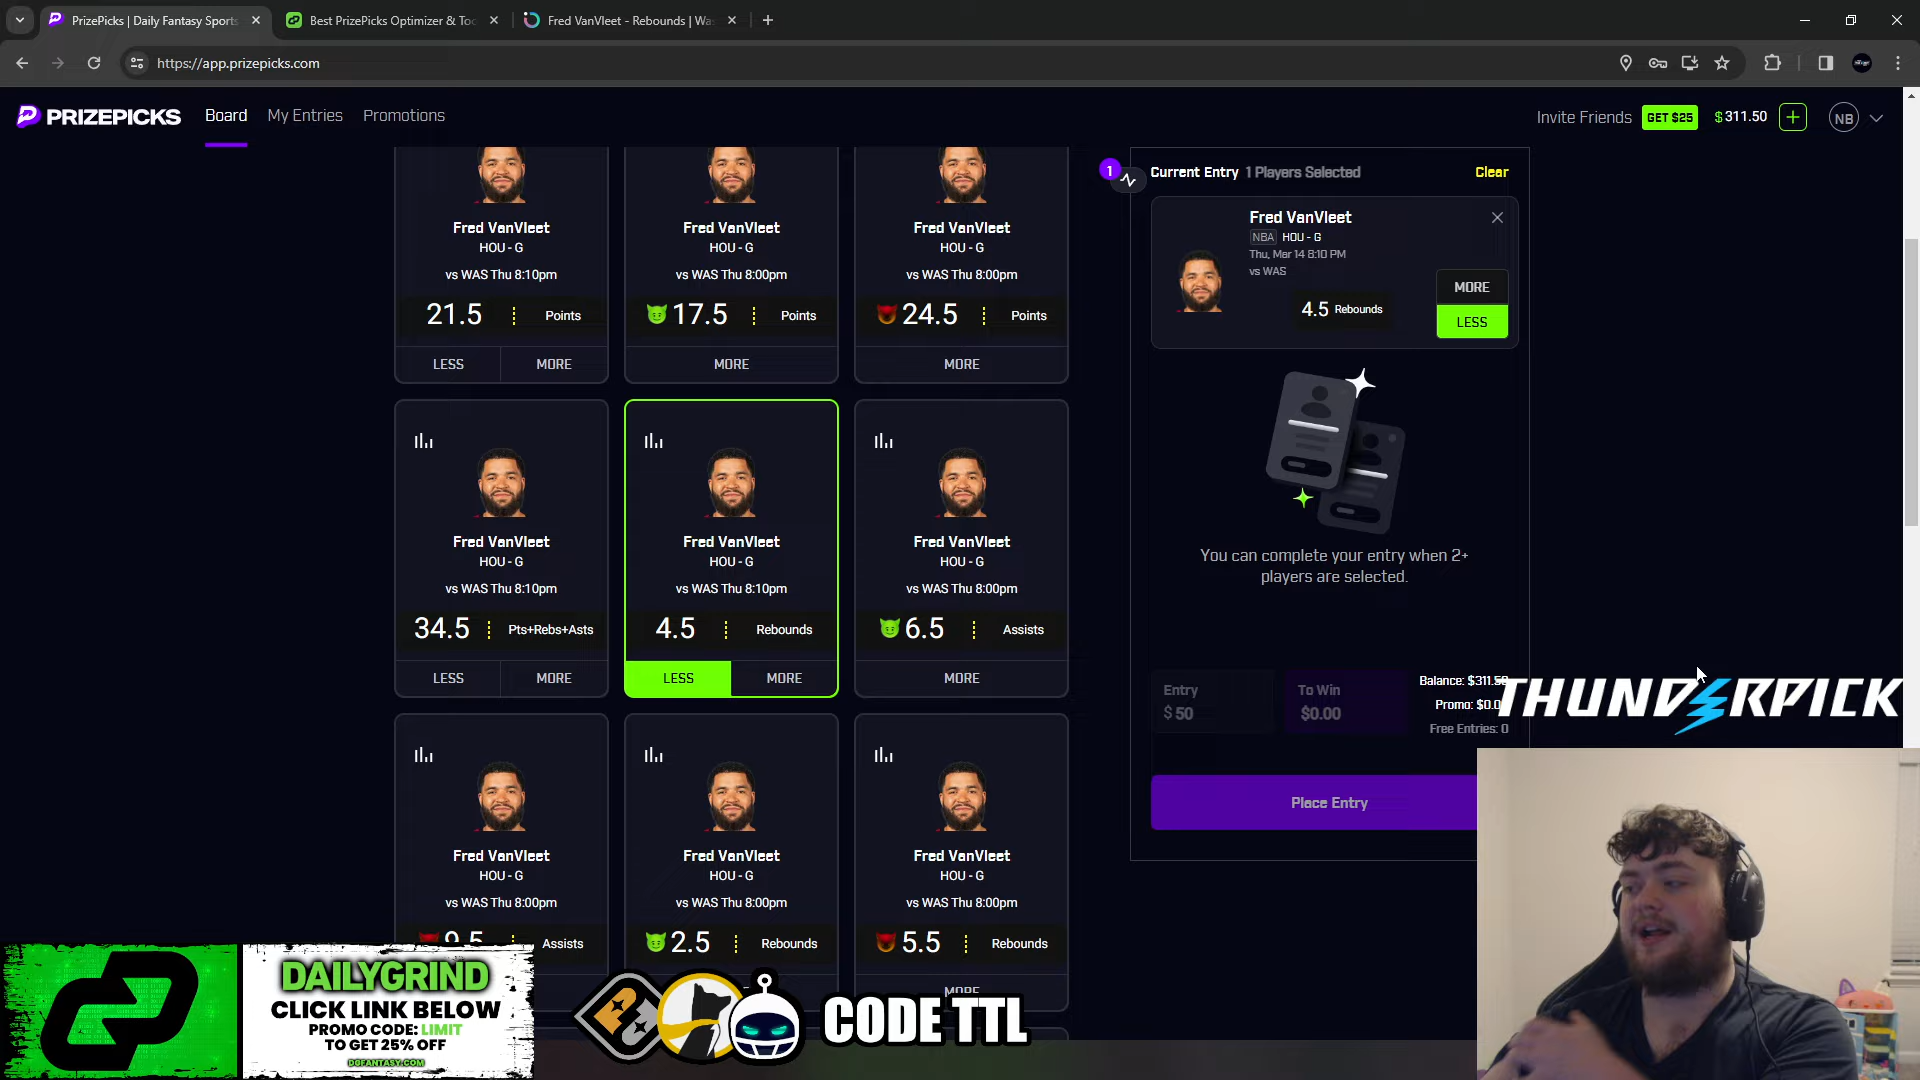 PrizePicks | Daily Fantasy Sports
Best PrizePicks Optimizer & Too
Fred VanVleet - Rebounds | Was
https://app.prizepicks.com
PRIZEPICKS
Board
My Entries
Promotions
Invite Friends
GET $25
$311.50
NB
Fred VanVleet
HOU - G
vs WAS Thu 8:10pm
21.5
Points
LESS
MORE
Fred VanVleet
HOU - G
vs WAS Thu 8:00pm
17.5
Points
MORE
Fred VanVleet
HOU - G
vs WAS Thu 8:00pm
24.5
Points
MORE
Fred VanVleet
HOU - G
vs WAS Thu 8:10pm
34.5
Pts+Rebs+Asts
LESS
MORE
Fred VanVleet
HOU - G
vs WAS Thu 8:10pm
4.5
Rebounds
LESS
MORE
Fred VanVleet
HOU - G
vs WAS Thu 8:00pm
6.5
Assists
MORE
Fred VanVleet
HOU - G
vs WAS Thu 8:00pm
9.5
Assists
Fred VanVleet
HOU - G
vs WAS Thu 8:00pm
2.5
Rebounds
Fred VanVleet
HOU - G
vs WAS Thu 8:00pm
5.5
Rebounds
MORE
1
Current Entry
1 Players Selected
Clear
Fred VanVleet
NBA HOU - G
Thu, Mar 14 8:10 PM
vs WAS
4.5 Rebounds
MORE
LESS
You can complete your entry when 2+
players are selected.
Entry
$ 50
To Win
$0.00
Balance: $311.50
Promo: $0.00
Free Entries: 0
Place Entry
THUNDERPICK
DAILYGRIND
CLICK LINK BELOW
PROMO CODE: LIMIT
TO GET 25% OFF
DGFANTASY.COM
CODE TTL